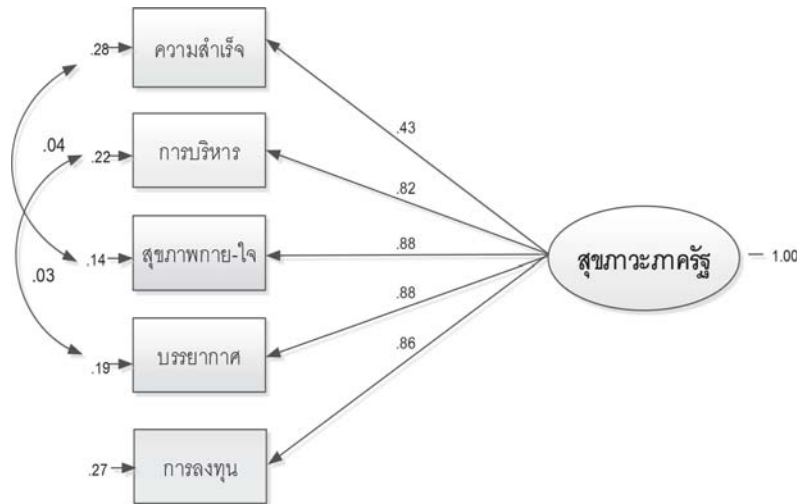 .28
ความสำเร็จ
.43
.04
.22
การบริหาร
.82
.14
สุขภาพกาย-ใจ
.88
สุขภาวะภาครัฐ
1.00
.03
.88
.19
บรรยากาศ
.86
.27
การลงทุน